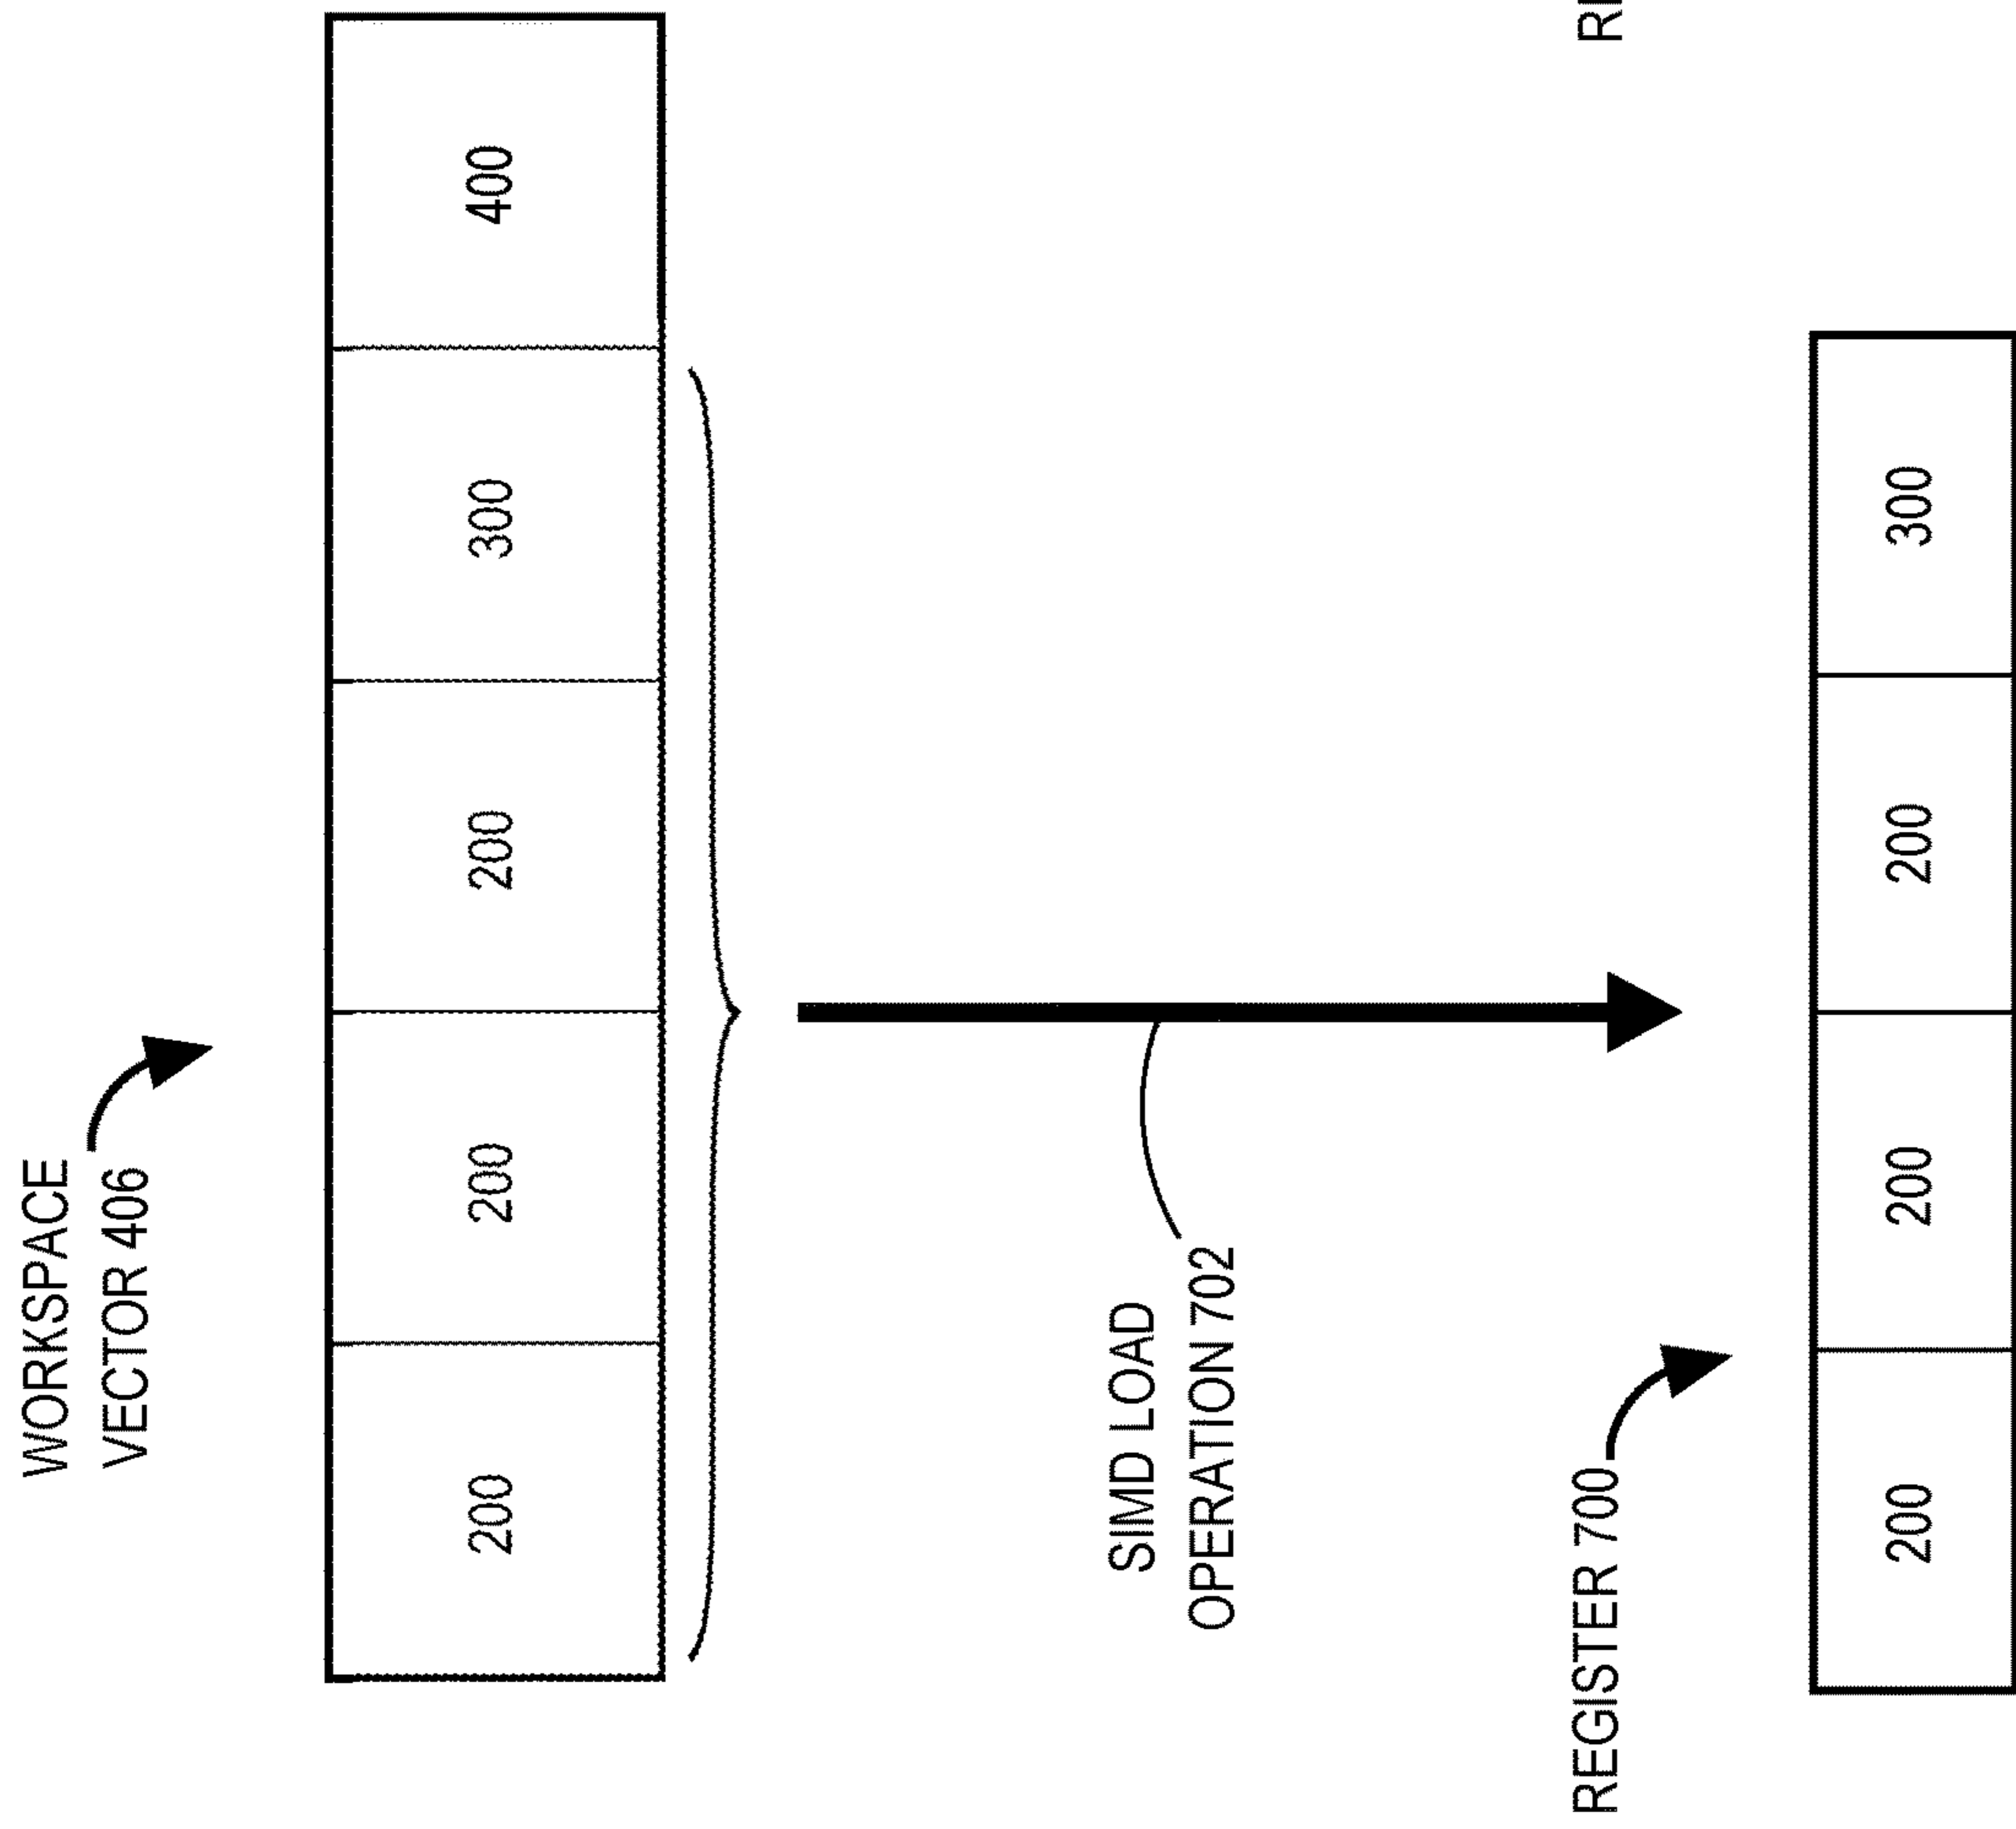 WORKSPACE
VECTOR 406
200 200 200 300 400
SIMD LOAD
OPERATION 702
REGISTER 700
200 200 200 300